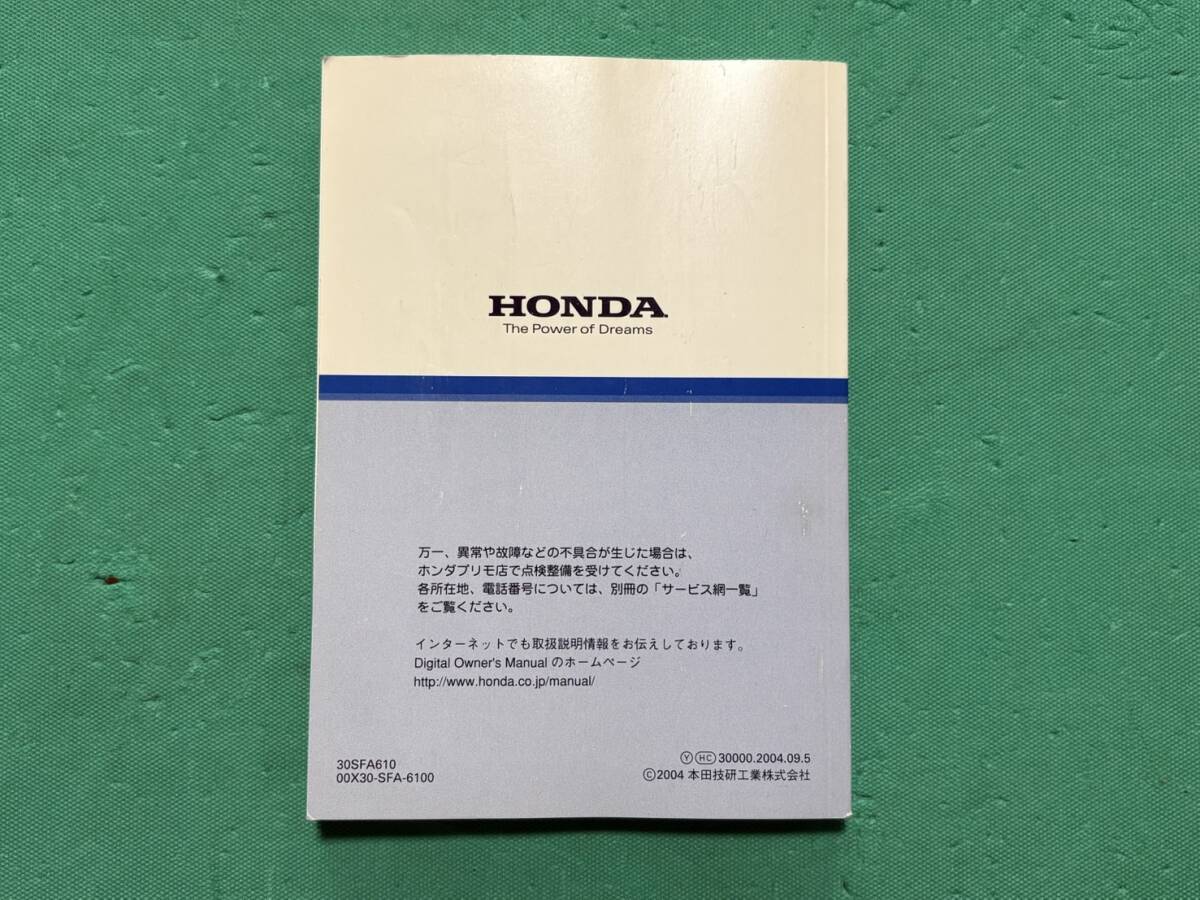 HONDA
The Power of Dreams
万一、異常や故障などの不具合が生じた場合は、
ホンダプリモ店で点検整備を受けてください。
各所在地、電話番号については、別冊の「サービス網一覧」
をご覧ください。
インターネットでも取扱説明情報をお伝えしております。
Digital Owner's Manual のホームページ
http://www.honda.co.jp/manual/
30SFA610
00X30-SFA-6100
Ⓨ HC 30000.2004.09.5
©2004 本田技研工業株式会社